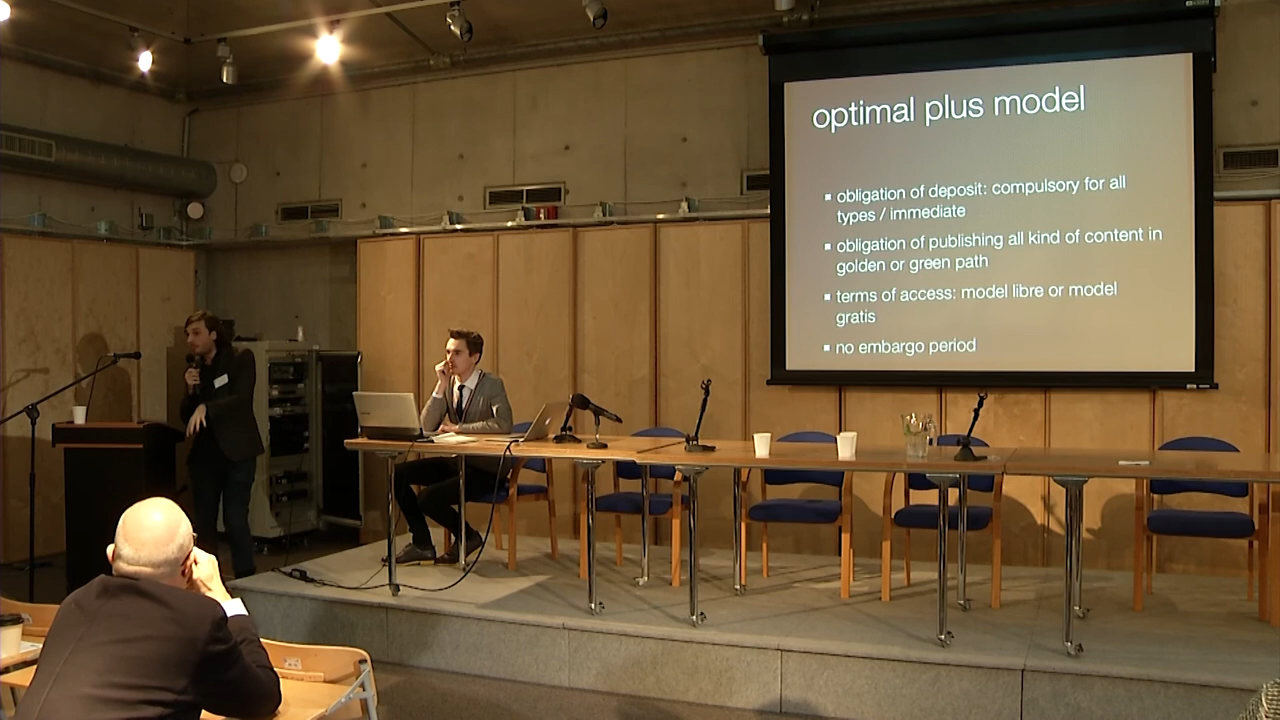 optimal plus model
▪ obligation of deposit: compulsory for all
types / immediate
▪ obligation of publishing all kind of content in
golden or green path
▪ terms of access: model libre or model
gratis
▪ no embargo period